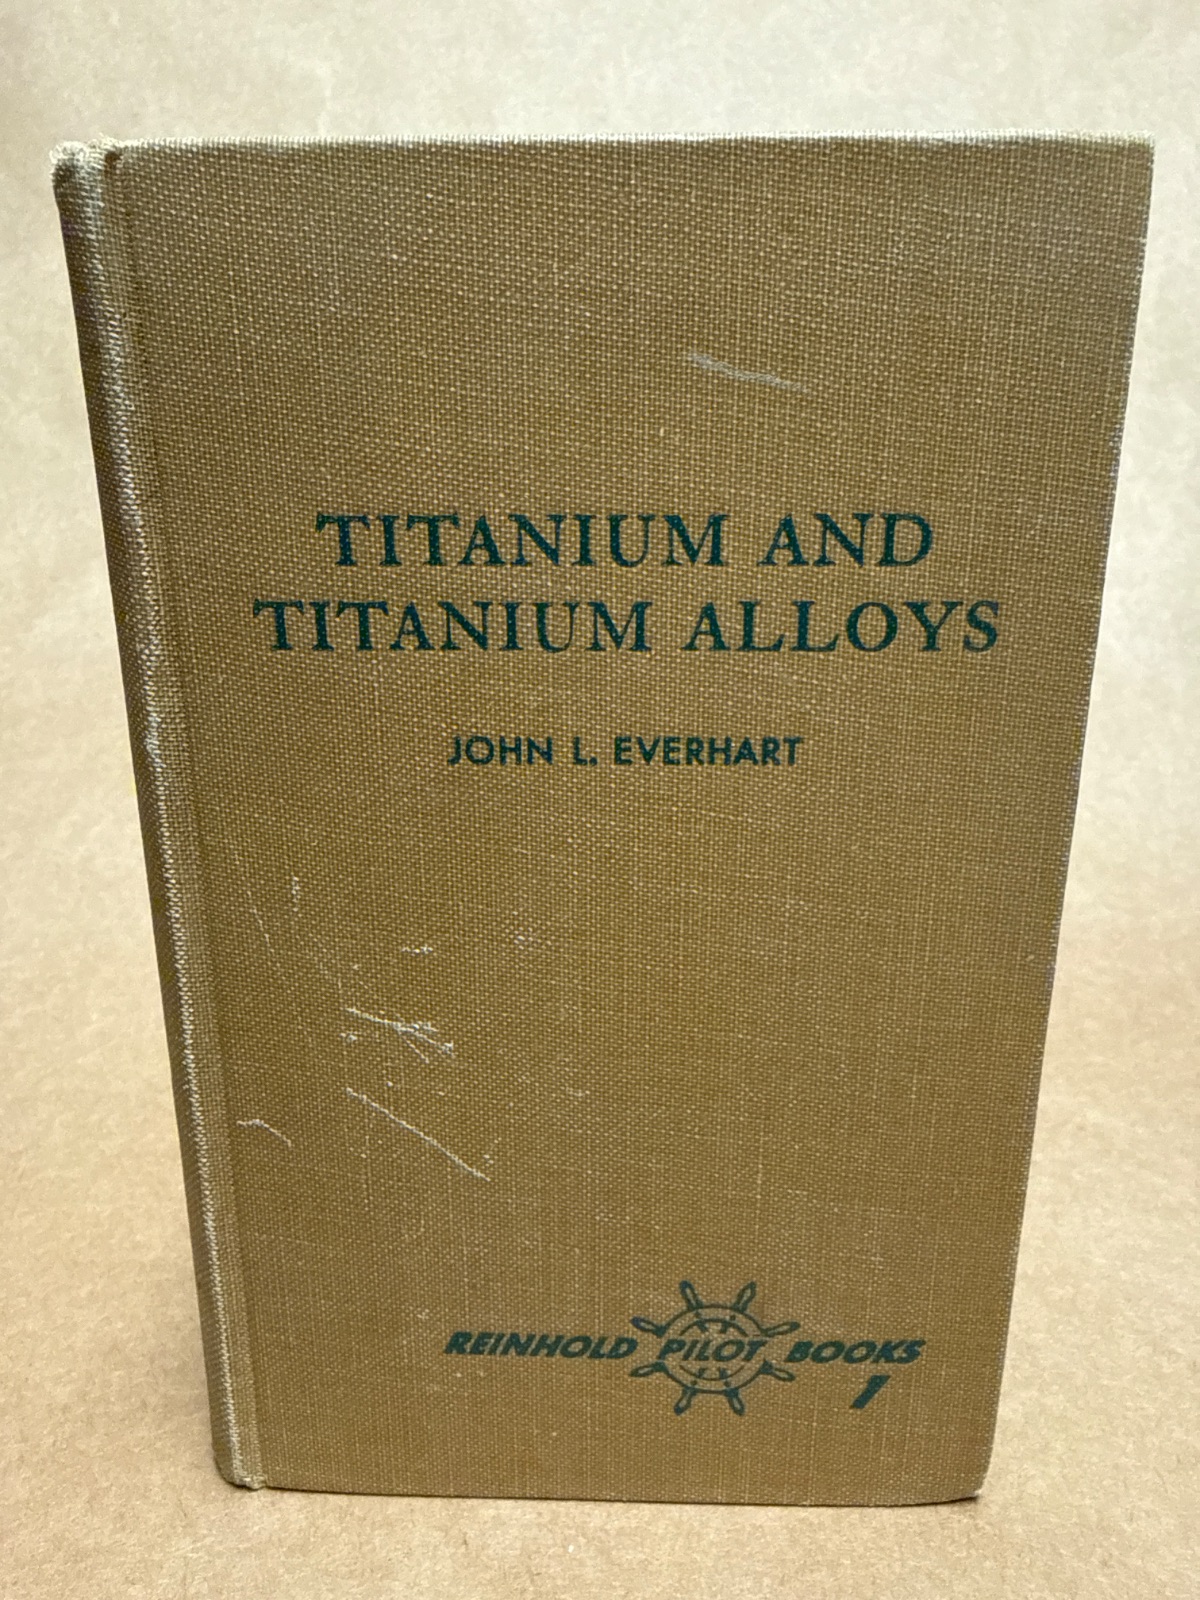 TITANIUM AND
TITANIUM ALLOYS
JOHN L. EVERHART
REINHOLD PILOT BOOKS
1